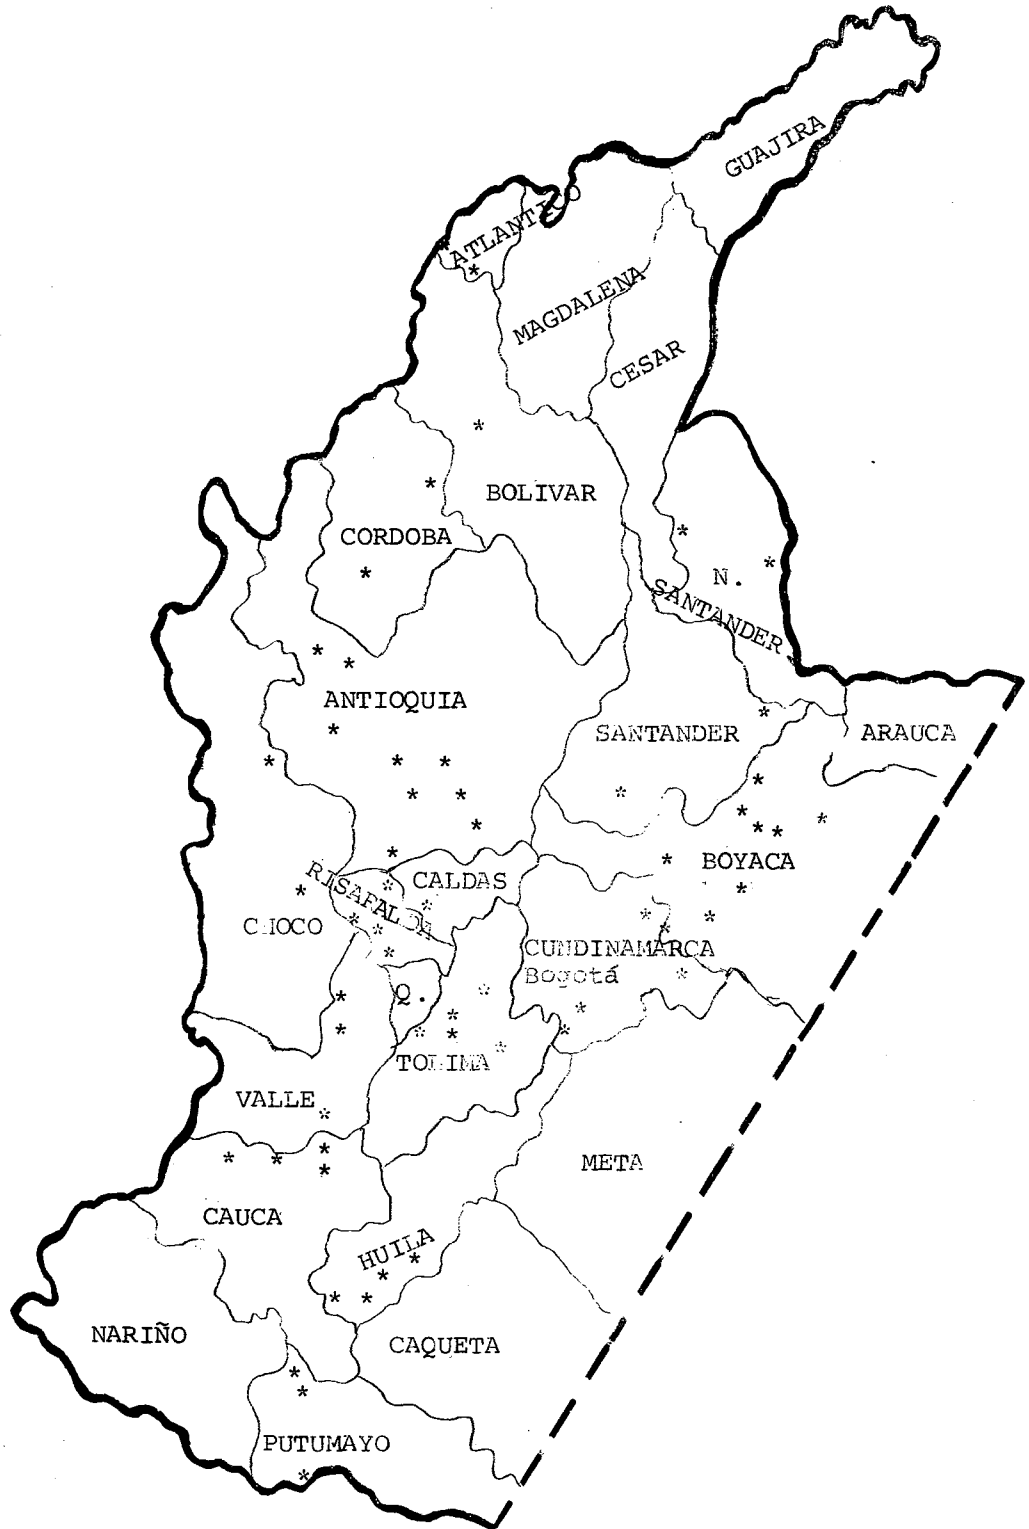 GUAJIRA
ATLANTICO
MAGDALENA
CESAR
BOLIVAR
CORDOBA
N.
SANTANDER
ANTIOQUIA
SANTANDER
ARAUCA
BOYACA
CALDAS
RISARALDA
CHOCO
CUNDINAMARCA
Bogotá
Q.
TOLIMA
VALLE
META
CAUCA
HUILA
NARIÑO
CAQUETA
PUTUMAYO